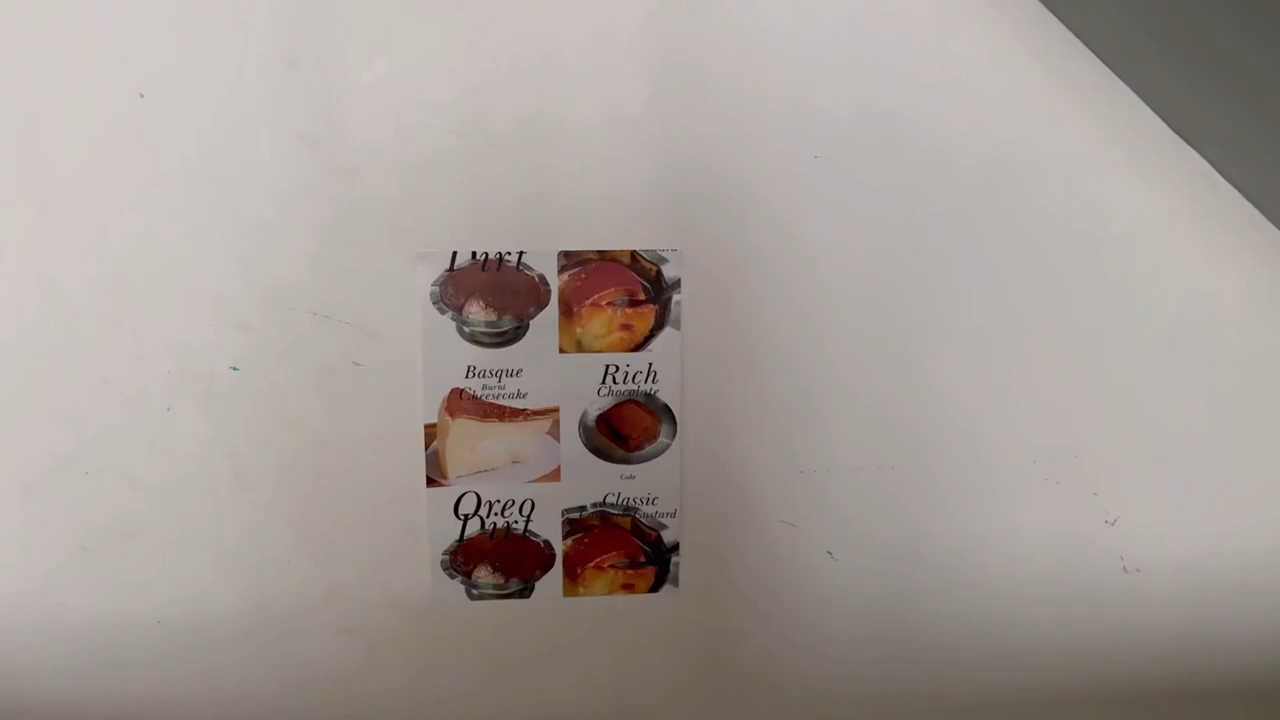 Dirt
Basque
Burnt
Cheesecake
Rich
Chocolate
Cake
Oreo
Dirt
Classic
Custard